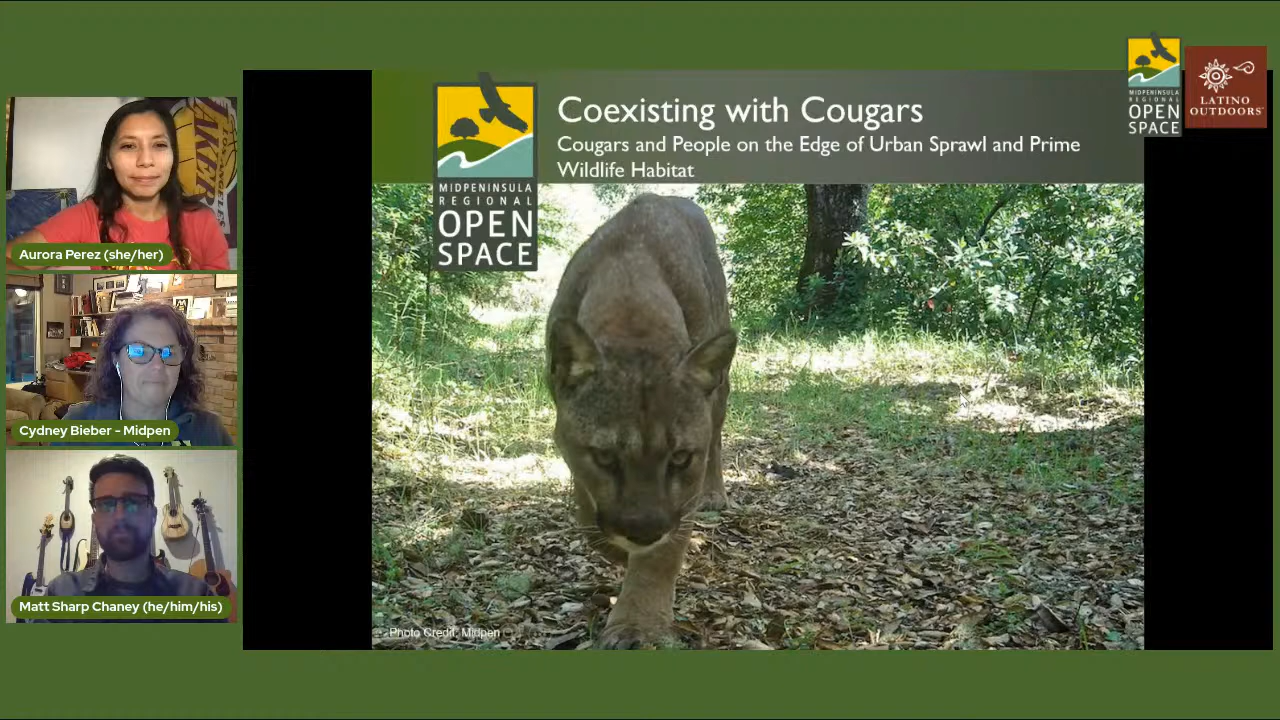 Coexisting with Cougars
Cougars and People on the Edge of Urban Sprawl and Prime
Wildlife Habitat
MIDPENINSULA
REGIONAL
OPEN
SPACE
MIDPENINSULA
REGIONAL
OPEN
SPACE
LATINO
OUTDOORS
Aurora Perez (she/her)
Cydney Bieber - Midpen
Matt Sharp Chaney (he/him/his)
Photo Credit: Midpen